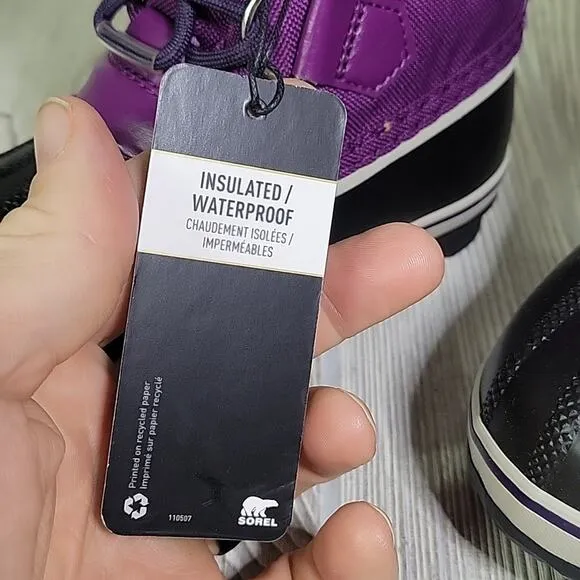 INSULATED /
WATERPROOF
CHAUDEMENT ISOLÉES /
IMPERMÉABLES
Printed on recycled paper
Imprimé sur papier recyclé
110507
SOREL